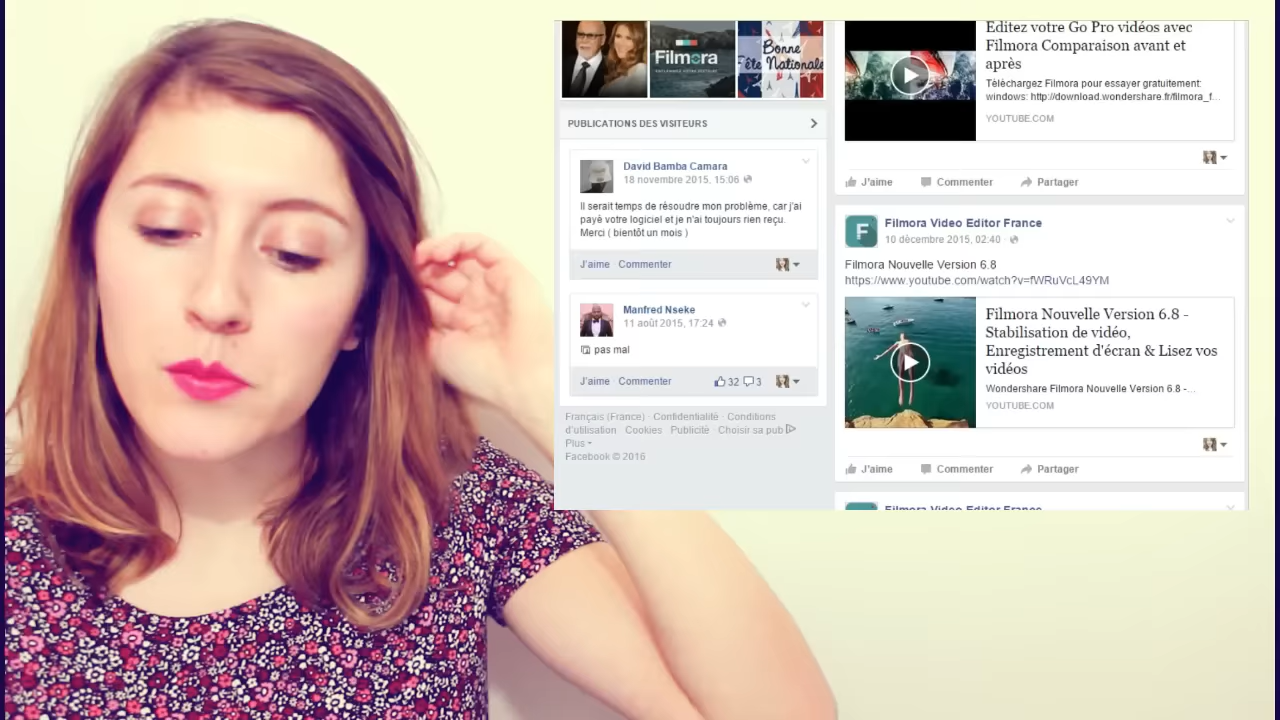 Filmora
Bonne
Fête Nationale
PUBLICATIONS DES VISITEURS
David Bamba Camara
18 novembre 2015, 15:06
Il serait temps de résoudre mon problème, car j'ai
payé votre logiciel et je n'ai toujours rien reçu.
Merci ( bientôt un mois )
J'aime Commenter
Manfred Nseke
11 août 2015, 17:24
pas mal
J'aime Commenter 32 3
Français (France) · Confidentialité · Conditions
d'utilisation · Cookies · Publicité · Choisir sa pub
Plus
Facebook © 2016
Editez votre Go Pro vidéos avec
Filmora Comparaison avant et
après
Téléchargez Filmora pour essayer gratuitement:
windows: http://download.wondershare.fr/filmora_f...
YOUTUBE.COM
J'aime Commenter Partager
F
Filmora Video Editor France
10 décembre 2015, 02:40 ·
Filmora Nouvelle Version 6.8
https://www.youtube.com/watch?v=fWRuVcL49YM
Filmora Nouvelle Version 6.8 -
Stabilisation de vidéo,
Enregistrement d'écran & Lisez vos
vidéos
Wondershare Filmora Nouvelle Version 6.8 -...
YOUTUBE.COM
J'aime Commenter Partager
Filmora Video Editor France